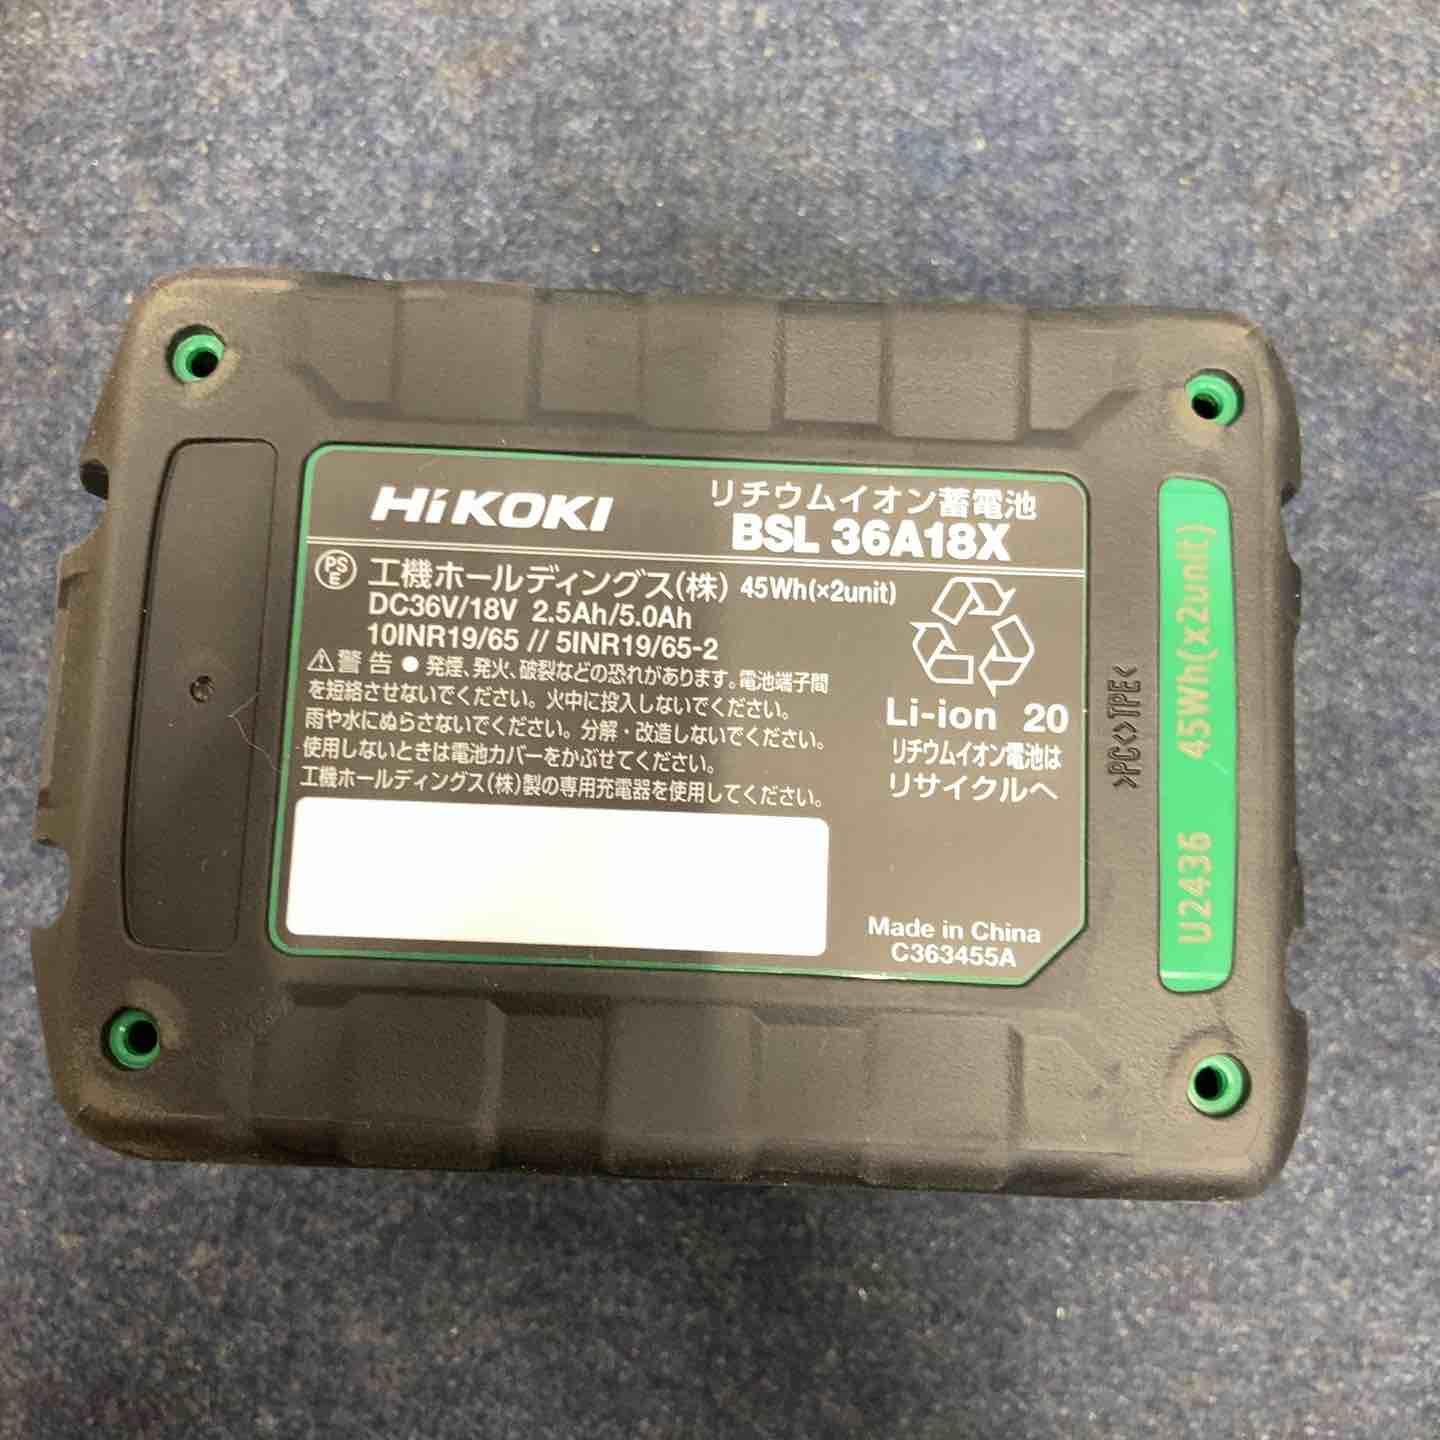 HiKOKI
リチウムイオン蓄電池
BSL 36A18X
PS
E
工機ホールディングス(株) 45Wh(×2unit)
DC36V/18V 2.5Ah/5.0Ah
10INR19/65 // 5INR19/65-2
⚠警告 ● 発煙、発火、破裂などの恐れがあります。電池端子間
を短絡させないでください。火中に投入しないでください。
雨や水にぬらさないでください。分解・改造しないでください。
使用しないときは電池カバーをかぶせてください。
工機ホールディングス(株)製の専用充電器を使用してください。
Li-ion 20
リチウムイオン電池は
リサイクルへ
Made in China
C363455A
>PC<>TPE<
U2436 45Wh(x2unit)